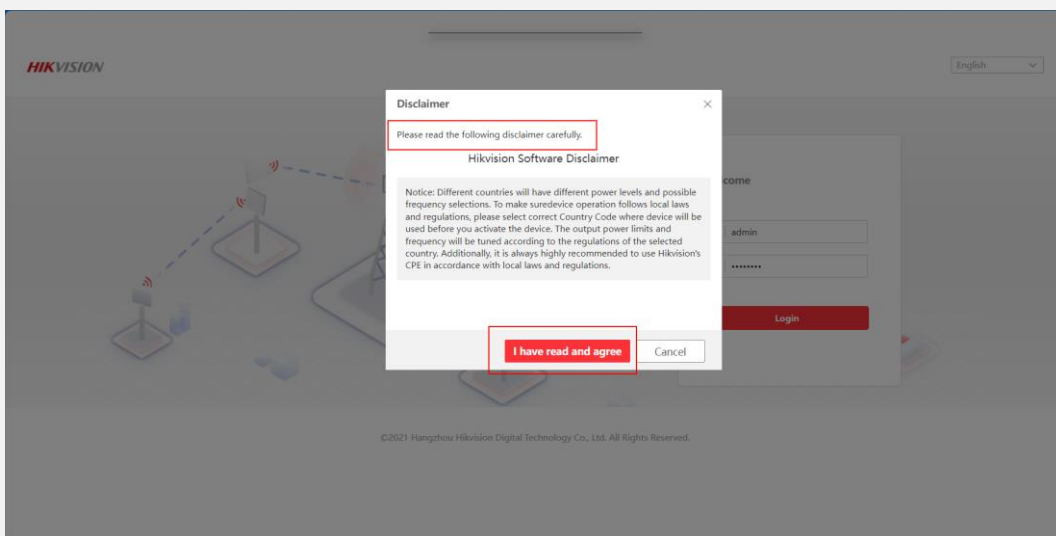 HIKVISION
English
Disclaimer
Please read the following disclaimer carefully.
Hikvision Software Disclaimer
Notice: Different countries will have different power levels and possible
frequency selections. To make suredevice operation follows local laws
and regulations, please select correct Country Code where device will be
used before you activate the device. The output power limits and
frequency will be tuned according to the regulations of the selected
country. Additionally, it is always highly recommended to use Hikvision's
CPE in accordance with local laws and regulations.
I have read and agree
Cancel
come
admin
••••••••
Login
©2021 Hangzhou Hikvision Digital Technology Co., Ltd. All Rights Reserved.